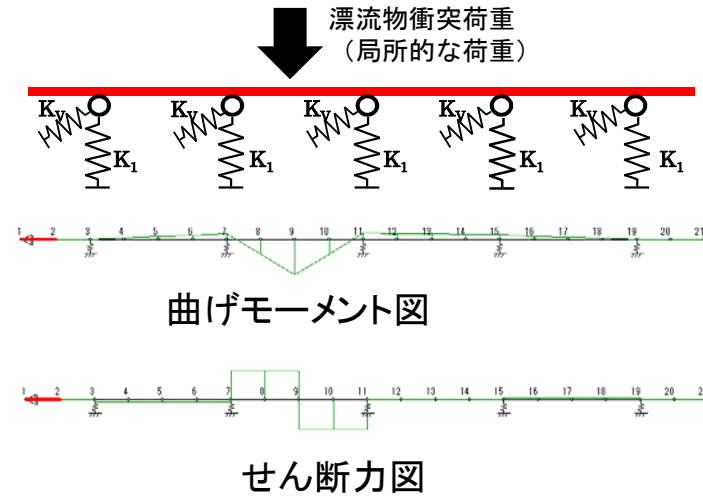 漂流物衝突荷重
（局所的な荷重）
KV KV KV KV KV
K1 K1 K1 K1 K1
1 2 3 4 5 6 7 8 9 10 11 12 13 14 15 16 17 18 19 20 21
曲げモーメント図
1 2 3 4 5 6 7 8 9 10 11 12 13 14 15 16 17 18 19 20
せん断力図